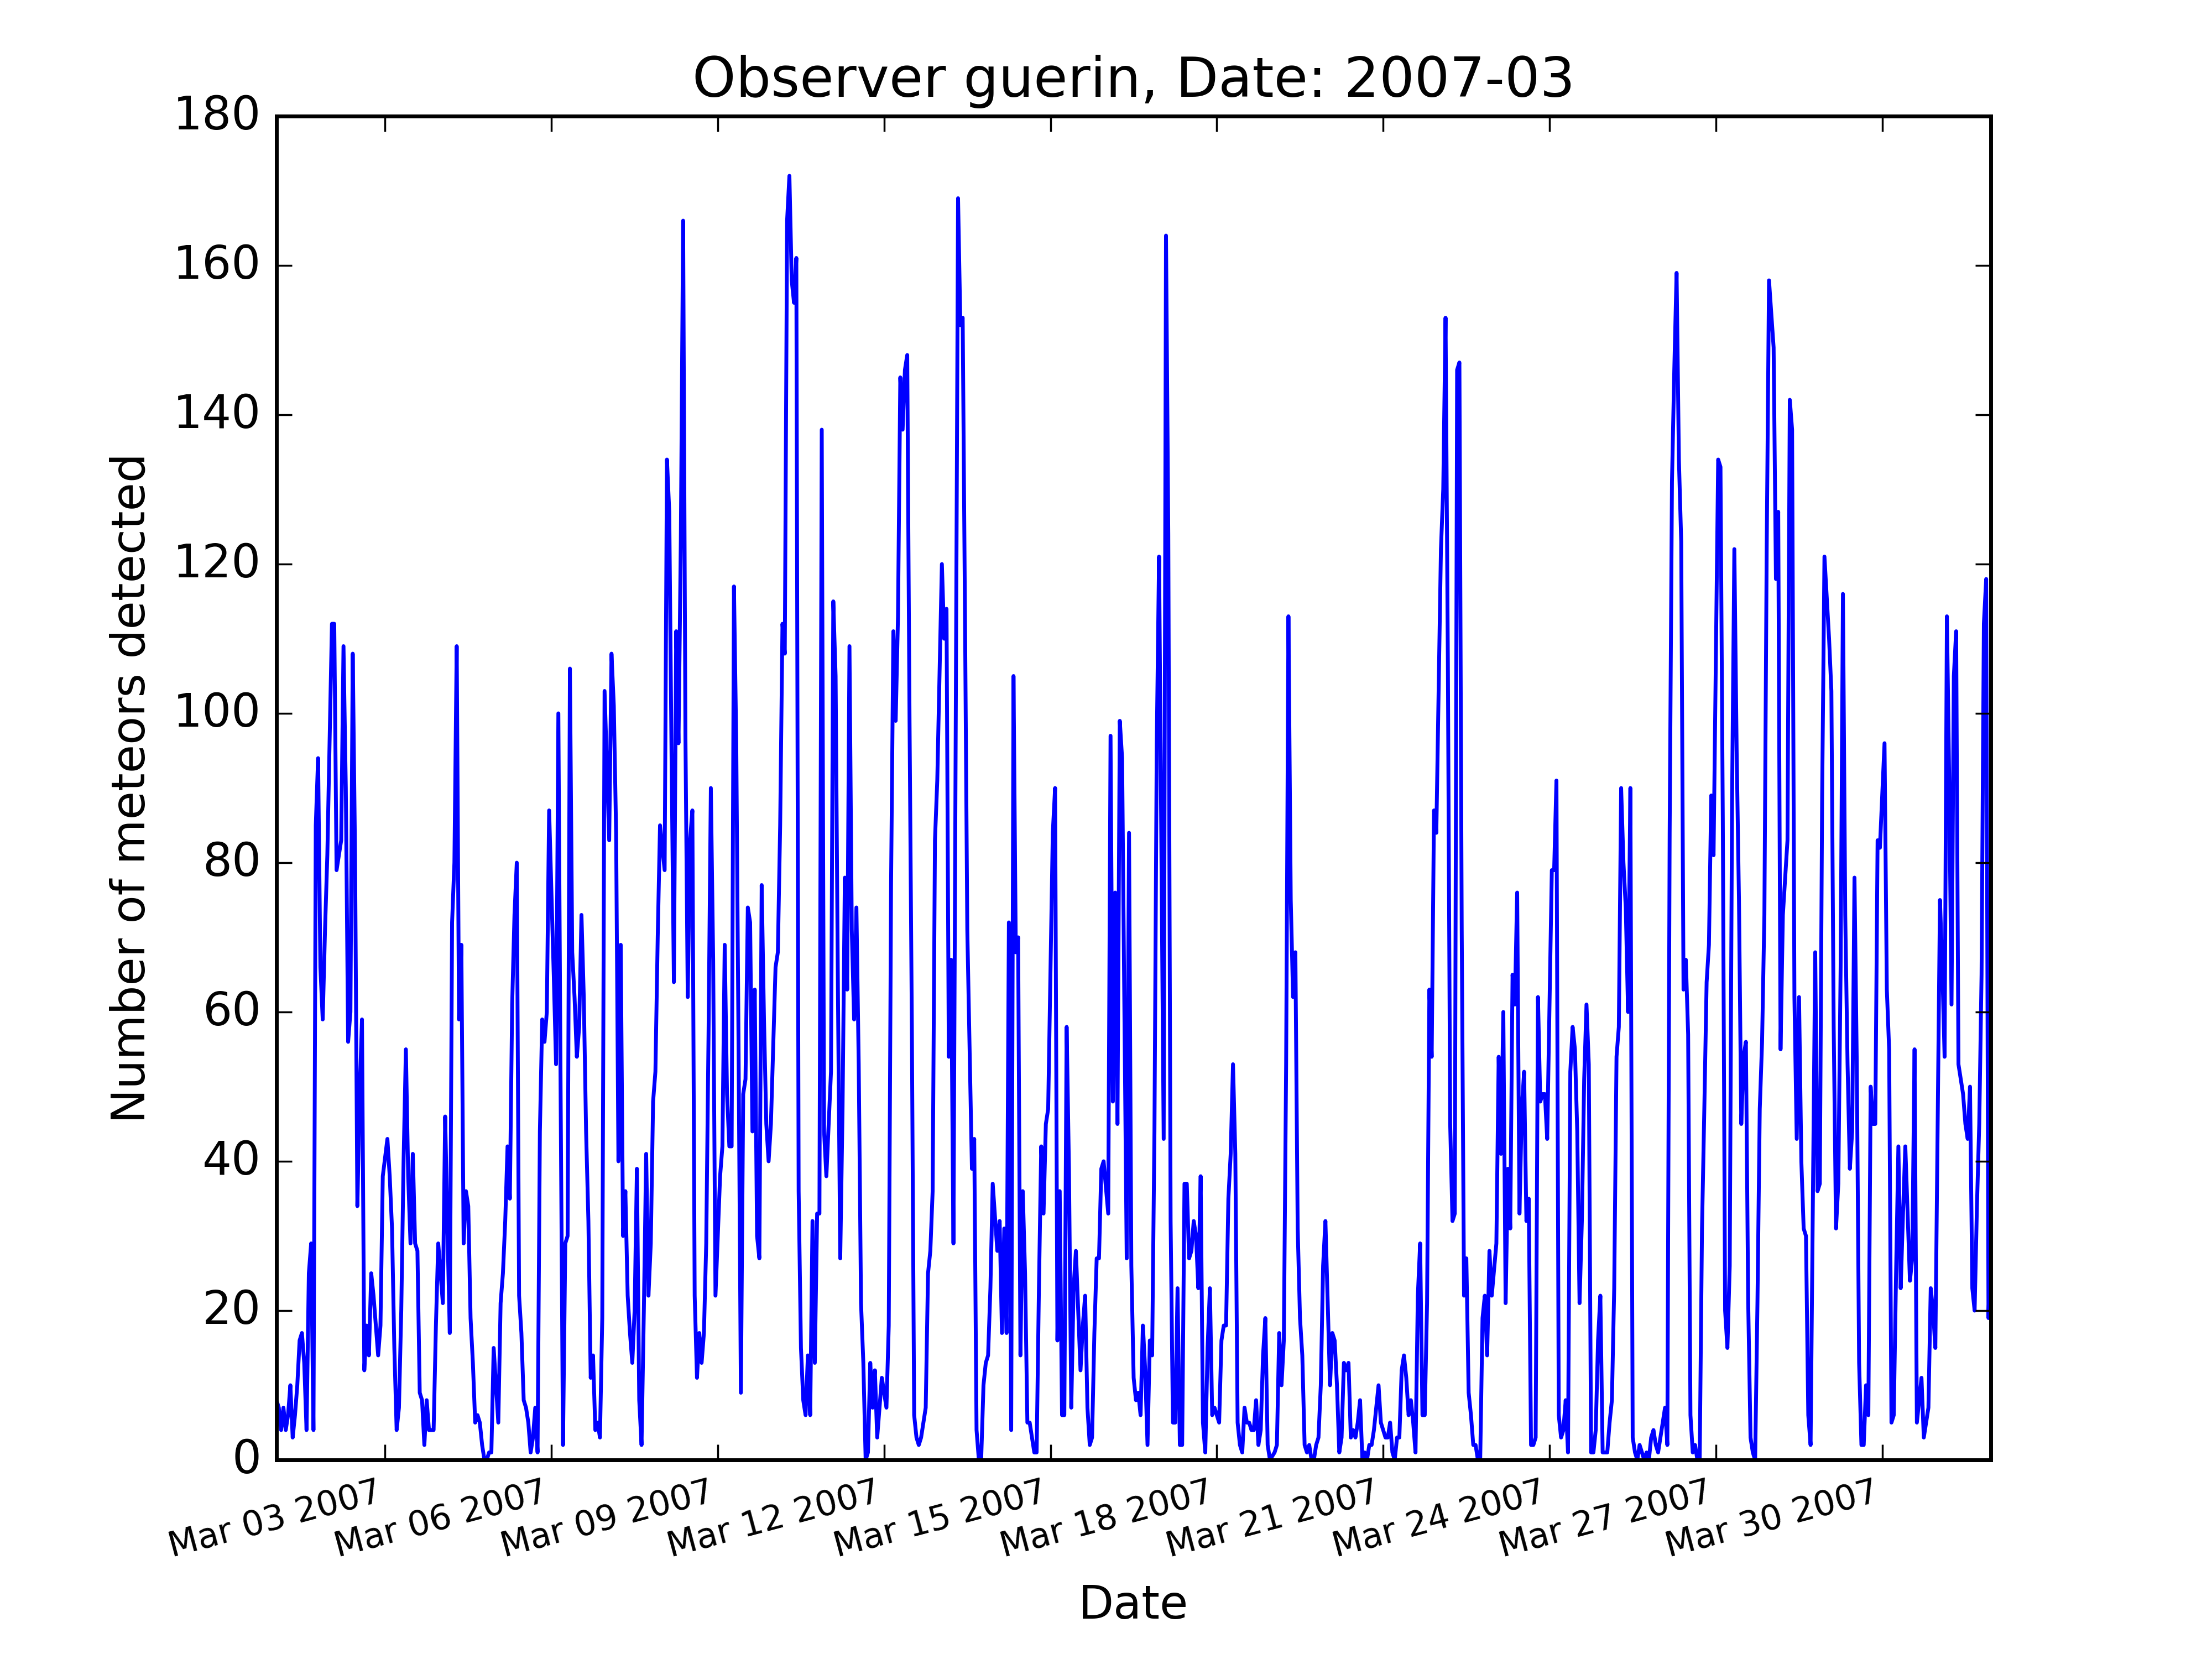 Observer guerin, Date: 2007-03
180
160
140
120
100
80
60
40
20
0
Number of meteors detected
Mar 03 2007
Mar 06 2007
Mar 09 2007
Mar 12 2007
Mar 15 2007
Mar 18 2007
Mar 21 2007
Mar 24 2007
Mar 27 2007
Mar 30 2007
Date